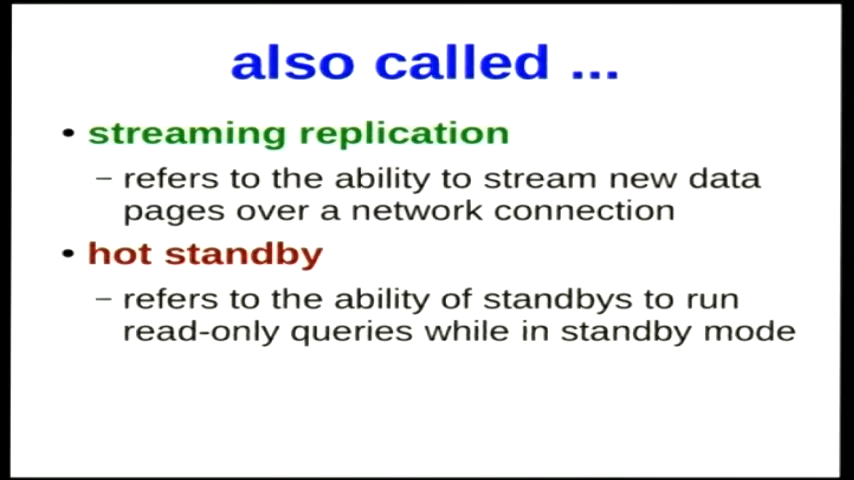 also called ...
• streaming replication
– refers to the ability to stream new data
pages over a network connection
• hot standby
– refers to the ability of standbys to run
read-only queries while in standby mode